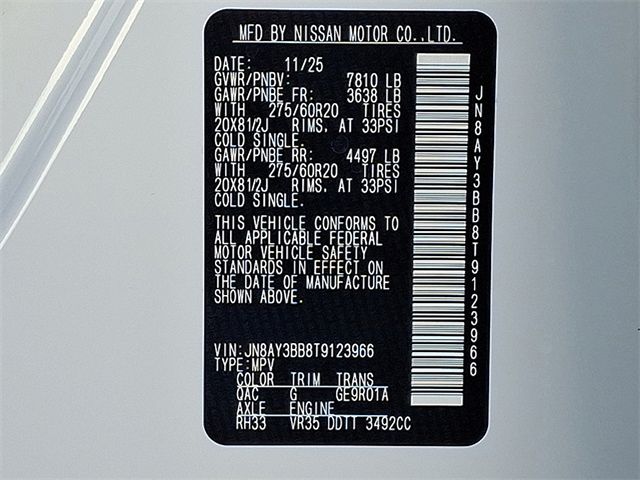 MFD BY NISSAN MOTOR CO.,LTD.
DATE: 11/25
GVWR/PNBV: 7810 LB
GAWR/PNBE FR: 3638 LB
WITH 275/60R20 TIRES
20X81/2J RIMS, AT 33PSI
COLD SINGLE.
GAWR/PNBE RR: 4497 LB
WITH 275/60R20 TIRES
20X81/2J RIMS, AT 33PSI
COLD SINGLE.
THIS VEHICLE CONFORMS TO
ALL APPLICABLE FEDERAL
MOTOR VEHICLE SAFETY
STANDARDS IN EFFECT ON
THE DATE OF MANUFACTURE
SHOWN ABOVE.
VIN:JN8AY3BB8T9123966
TYPE:MPV
COLOR TRIM TRANS
QAC G GE9R01A
AXLE ENGINE
RH33 VR35 DDTT 3492CC
JN8AY3BB8T9123966